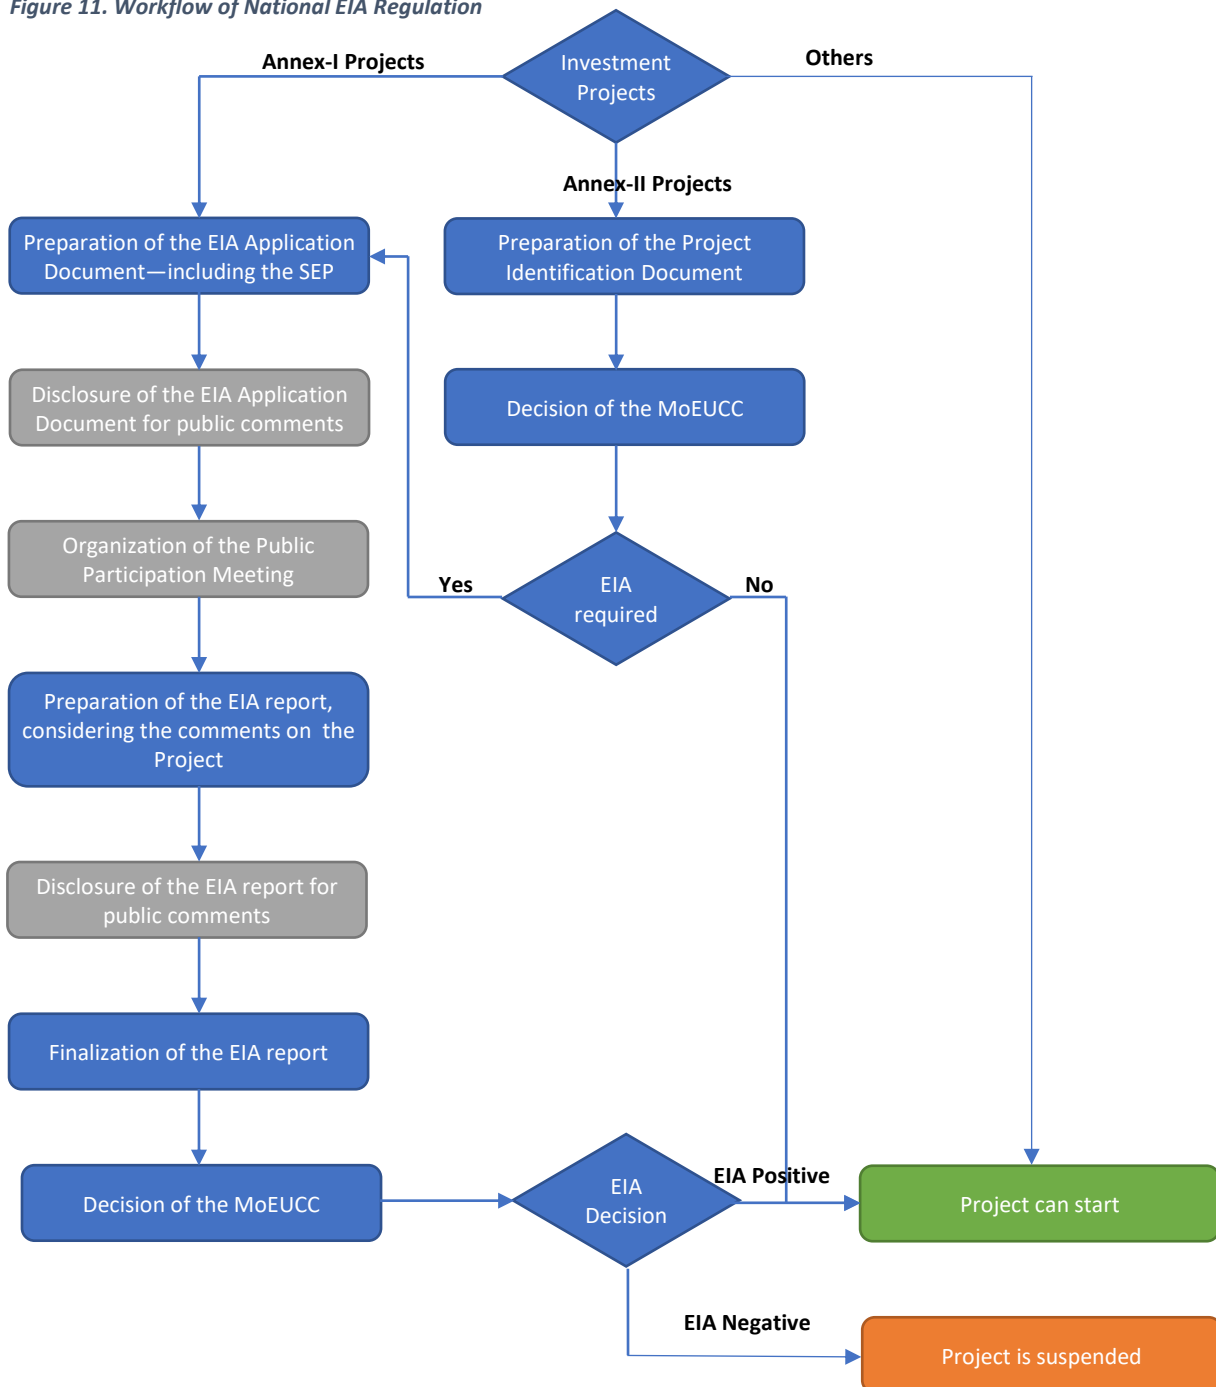 Figure 11. Workflow of National EIA Regulation
Annex-I Projects
Investment
Projects
Others
Annex-II Projects
Preparation of the EIA Application
Document—including the SEP
Preparation of the Project
Identification Document
Disclosure of the EIA Application
Document for public comments
Decision of the MoEUCC
Organization of the Public
Participation Meeting
Yes
EIA
required
No
Preparation of the EIA report,
considering the comments on the
Project
Disclosure of the EIA report for
public comments
Finalization of the EIA report
Decision of the MoEUCC
EIA
Decision
EIA Positive
Project can start
EIA Negative
Project is suspended